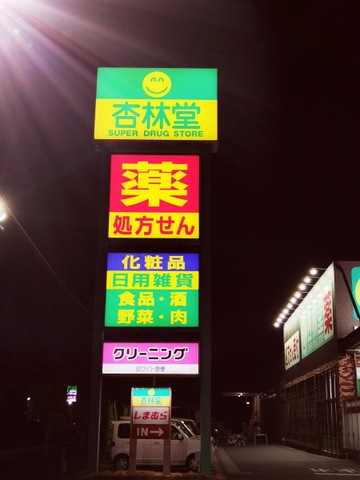 杏林堂
SUPER DRUG STORE
薬
処方せん
化粧品
日用雑貨
食品・酒
野菜・肉
クリーニング
杏林堂
しまむら
IN→
薬